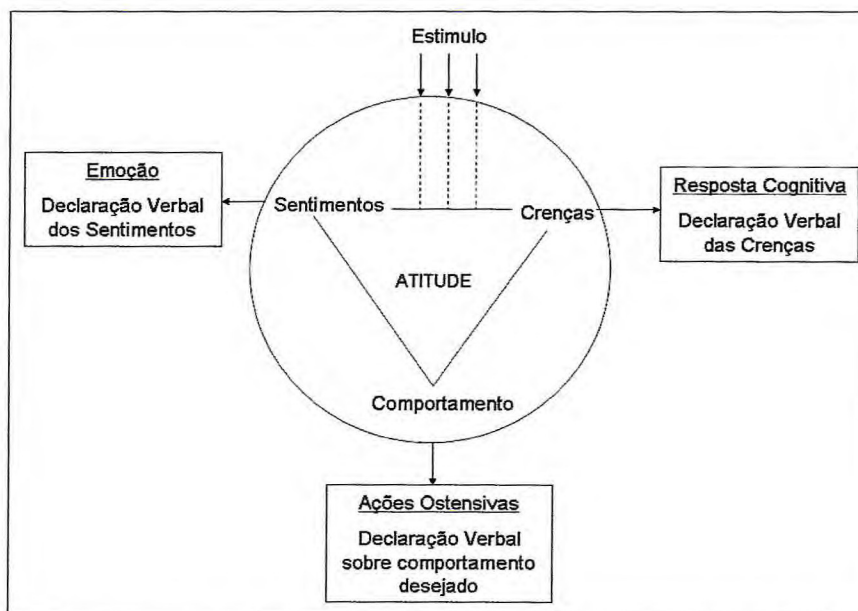 Estimulo
Emoção
Declaração Verbal
dos Sentimentos
Sentimentos
Crenças
Resposta Cognitiva
Declaração Verbal
das Crenças
ATITUDE
Comportamento
Ações Ostensivas
Declaração Verbal
sobre comportamento
desejado